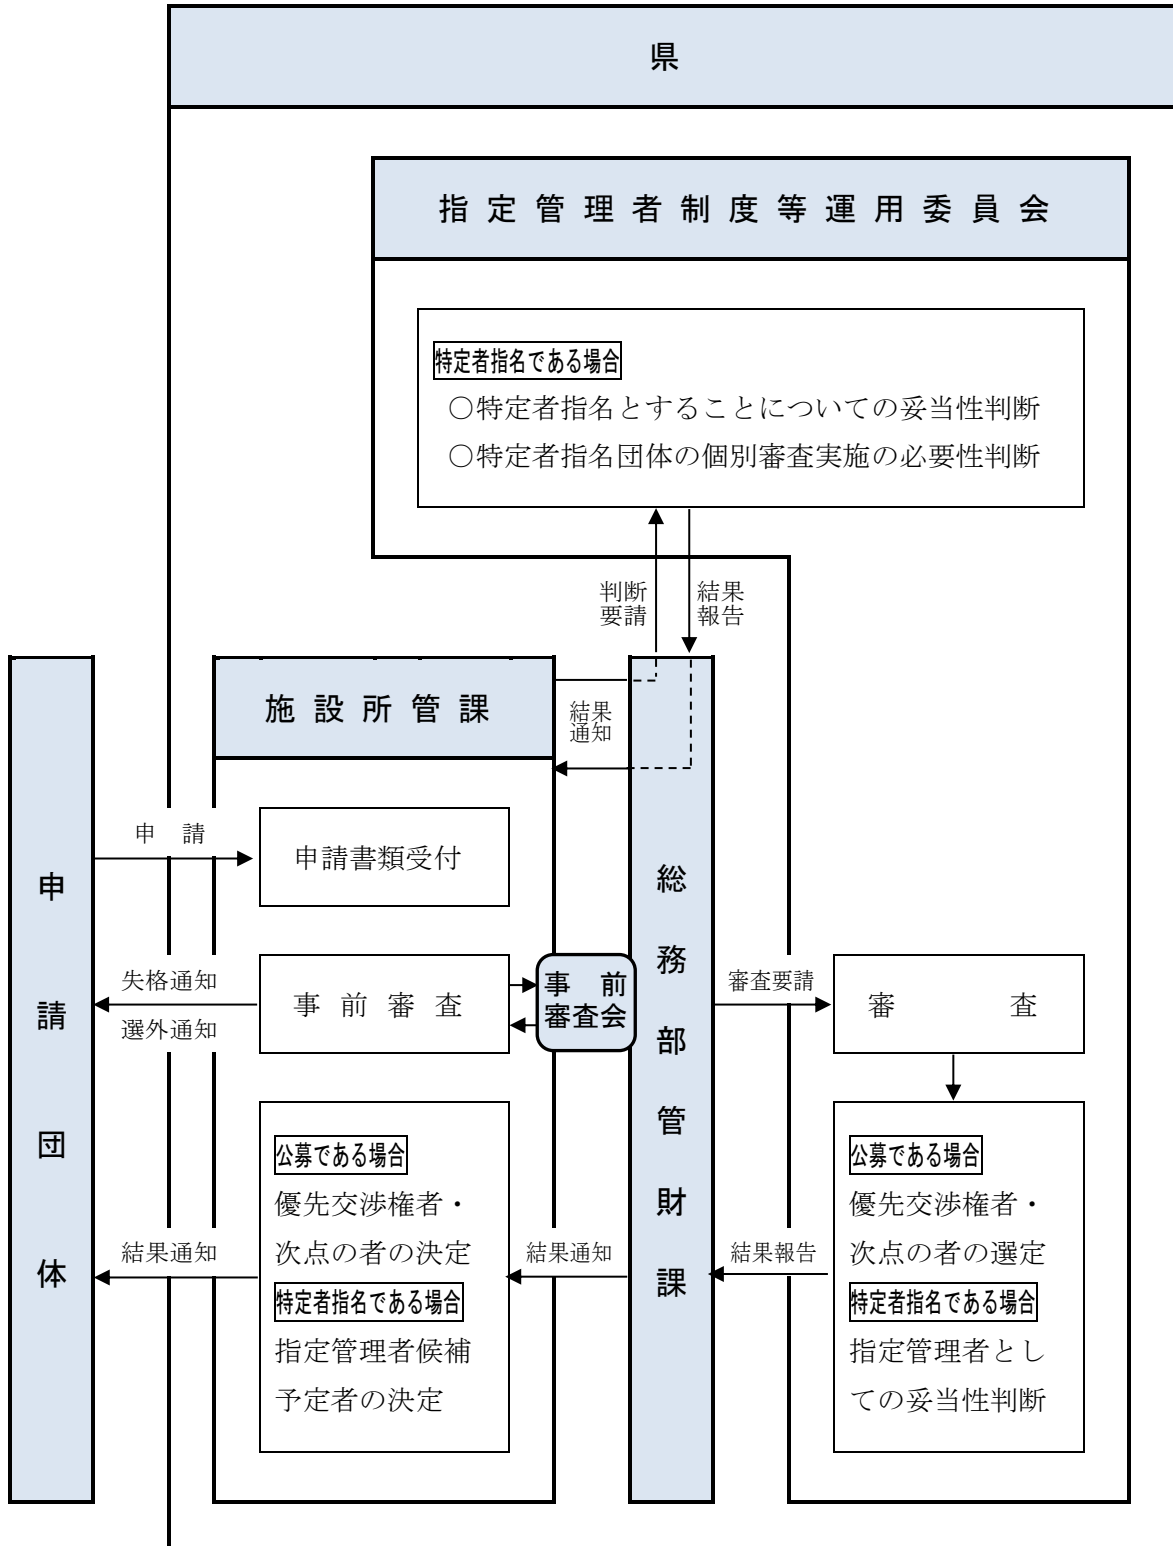 県
指定管理者制度等運用委員会
特定者指名である場合
○特定者指名とすることについての妥当性判断
○特定者指名団体の個別審査実施の必要性判断
判断
要請
結果
報告
施設所管課
結果
通知
申請団体
申　請
申請書類受付
総務部管財課
失格通知
選外通知
事前審査
事　前
審査会
審査要請
審　　査
公募である場合
優先交渉権者・
次点の者の決定
特定者指名である場合
指定管理者候補
予定者の決定
結果通知
結果通知
結果報告
公募である場合
優先交渉権者・
次点の者の選定
特定者指名である場合
指定管理者とし
ての妥当性判断